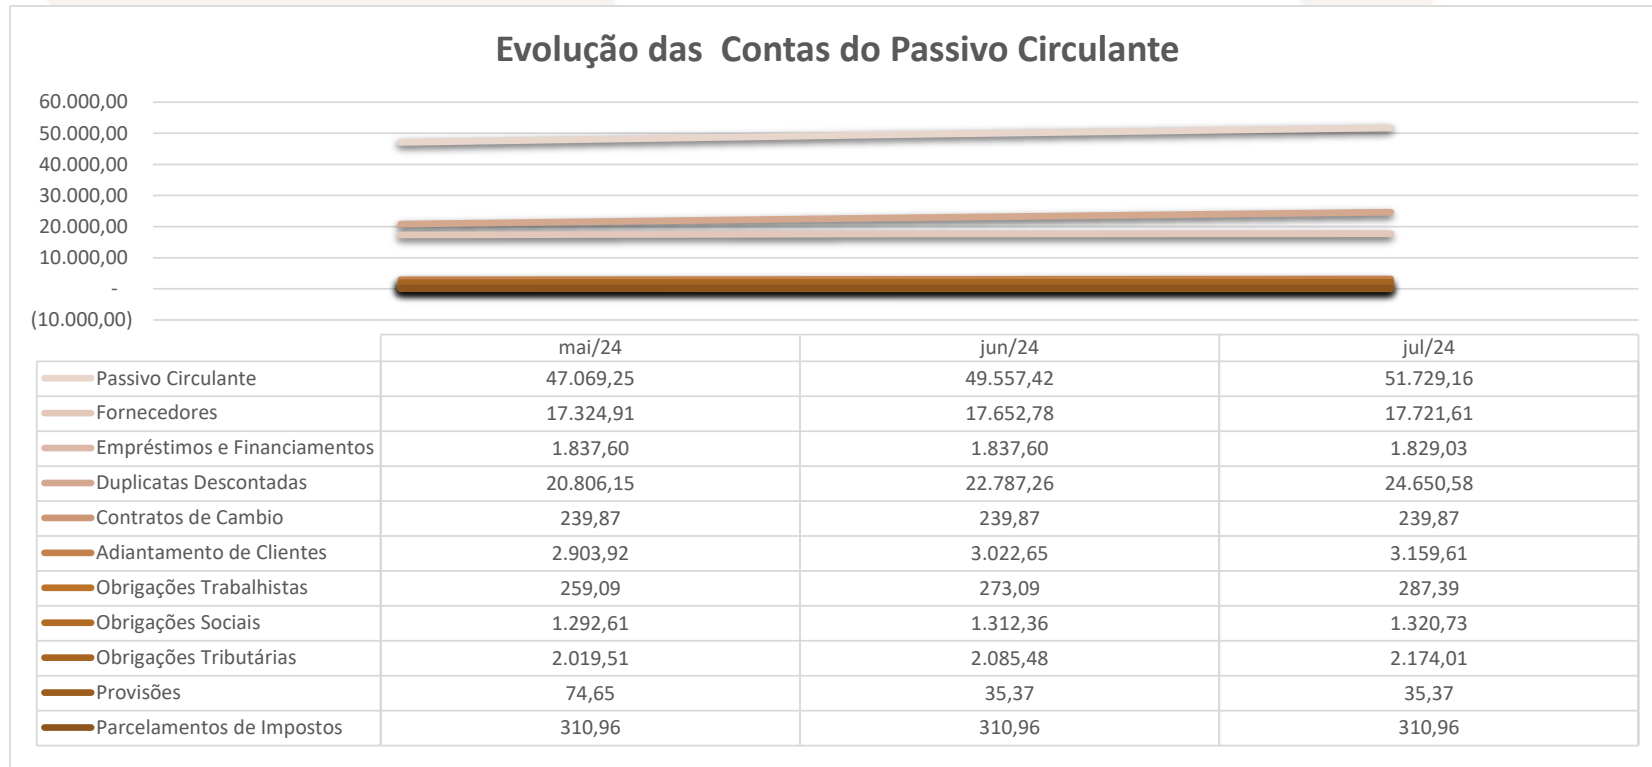 Evolução das  Contas do Passivo Circulante
60.000,00
50.000,00
40.000,00
30.000,00
20.000,00
10.000,00
-
(10.000,00)
mai/24 jun/24 jul/24
Passivo Circulante 47.069,25 49.557,42 51.729,16
Fornecedores 17.324,91 17.652,78 17.721,61
Empréstimos e Financiamentos 1.837,60 1.837,60 1.829,03
Duplicatas Descontadas 20.806,15 22.787,26 24.650,58
Contratos de Cambio 239,87 239,87 239,87
Adiantamento de Clientes 2.903,92 3.022,65 3.159,61
Obrigações Trabalhistas 259,09 273,09 287,39
Obrigações Sociais 1.292,61 1.312,36 1.320,73
Obrigações Tributárias 2.019,51 2.085,48 2.174,01
Provisões 74,65 35,37 35,37
Parcelamentos de Impostos 310,96 310,96 310,96